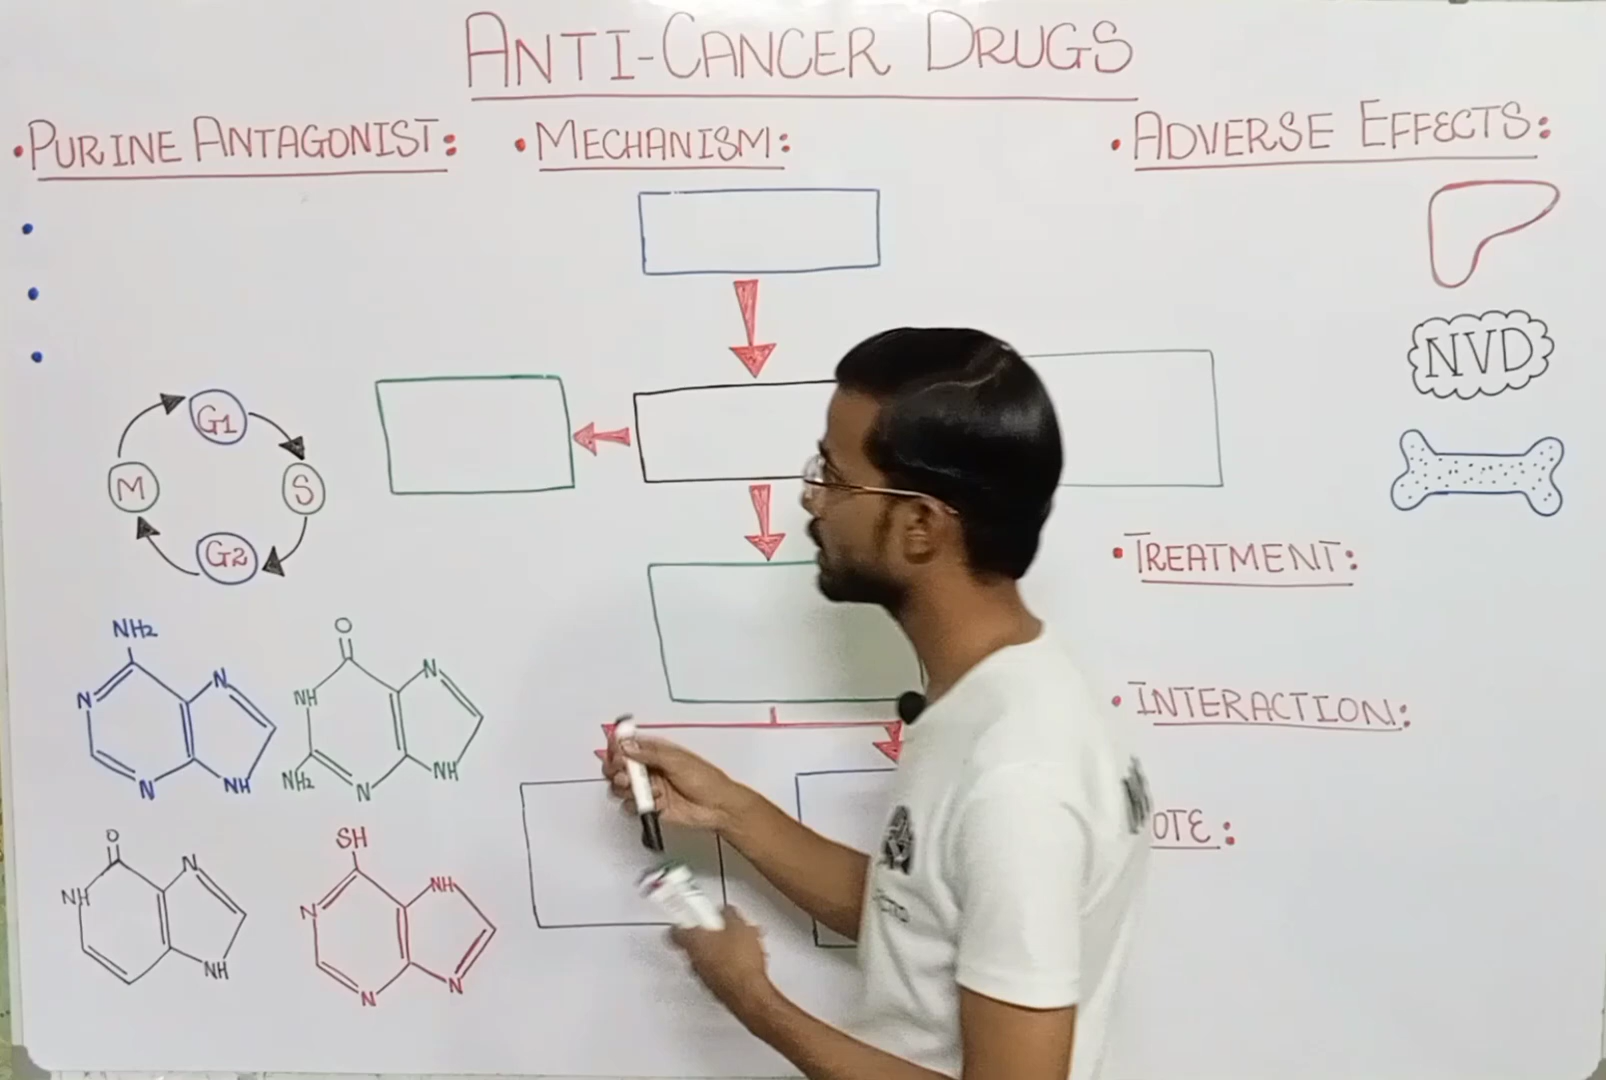 ANTI-CANCER DRUGS
• PURINE ANTAGONIST:
• MECHANISM:
• ADVERSE EFFECTS:
G1
M
S
G2
NVD
• TREATMENT:
• INTERACTION:
OTE:
NH2
N
N
N
NH
O
NH
N
NH2
N
NH
O
NH
N
NH
SH
N
NH
N
N